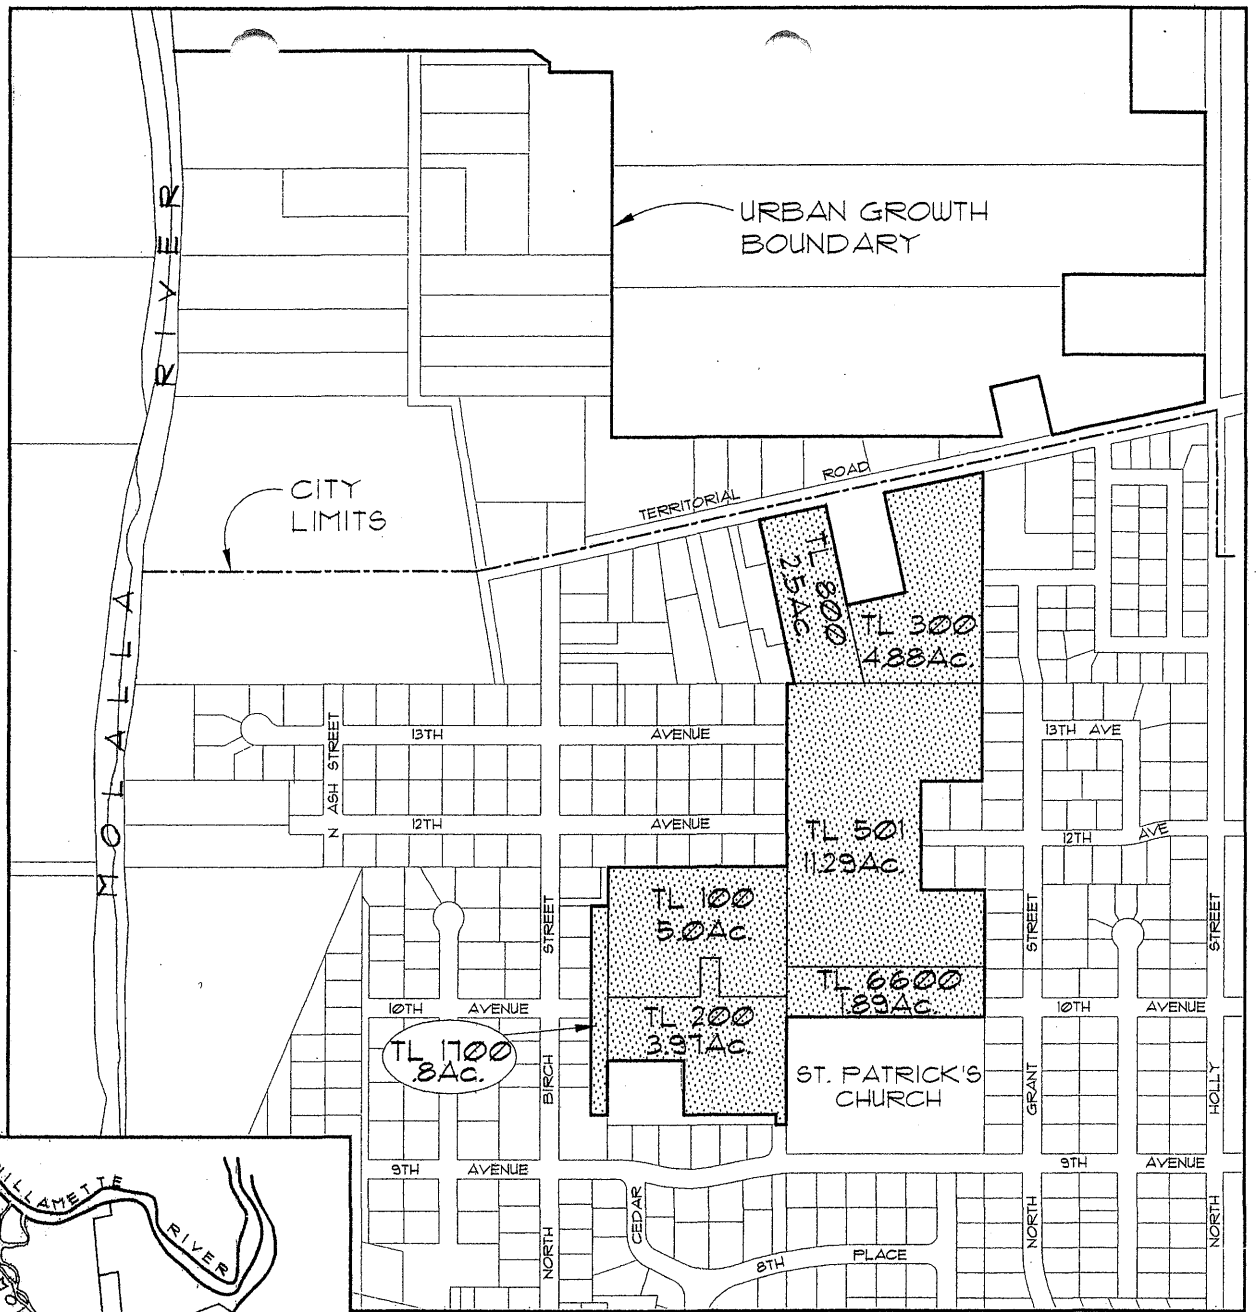 URBAN GROWTH
BOUNDARY
MOLALLA RIVER
CITY
LIMITS
TERRITORIAL ROAD
TL 800
2.5Ac.
TL 300
4.88Ac.
13TH AVENUE
13TH AVE
N ASH STREET
12TH AVENUE
12TH AVE
TL 501
11.29Ac.
TL 100
5.0Ac.
TL 6600
1.89Ac.
TL 200
3.97Ac.
TL 1700
.8Ac.
10TH AVENUE
10TH AVENUE
ST. PATRICK'S
CHURCH
NORTH BIRCH STREET
NORTH GRANT STREET
NORTH HOLLY STREET
9TH AVENUE
9TH AVENUE
CEDAR
8TH PLACE
WILLAMETTE RIVER